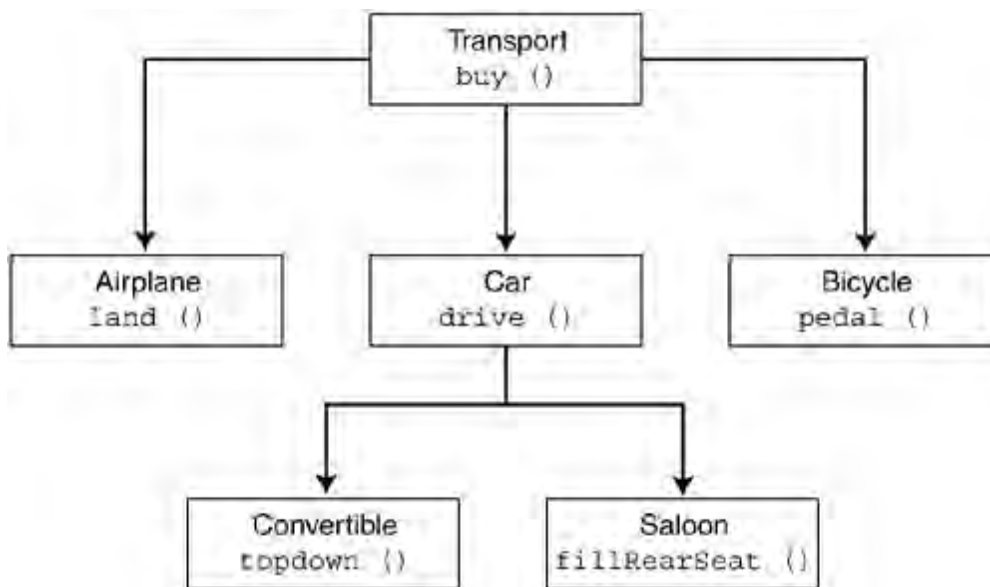 Transport
buy ()
Airplane
land ()
Car
drive ()
Bicycle
pedal ()
Convertible
topdown ()
Saloon
fillRearSeat ()